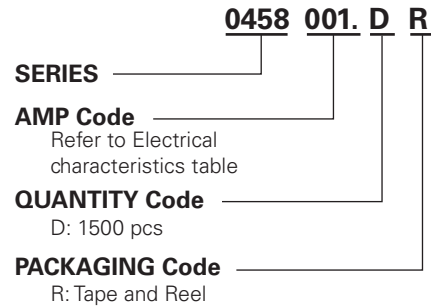 0458 001. D R
SERIES
AMP Code
Refer to Electrical
characteristics table
QUANTITY Code
D: 1500 pcs
PACKAGING Code
R: Tape and Reel